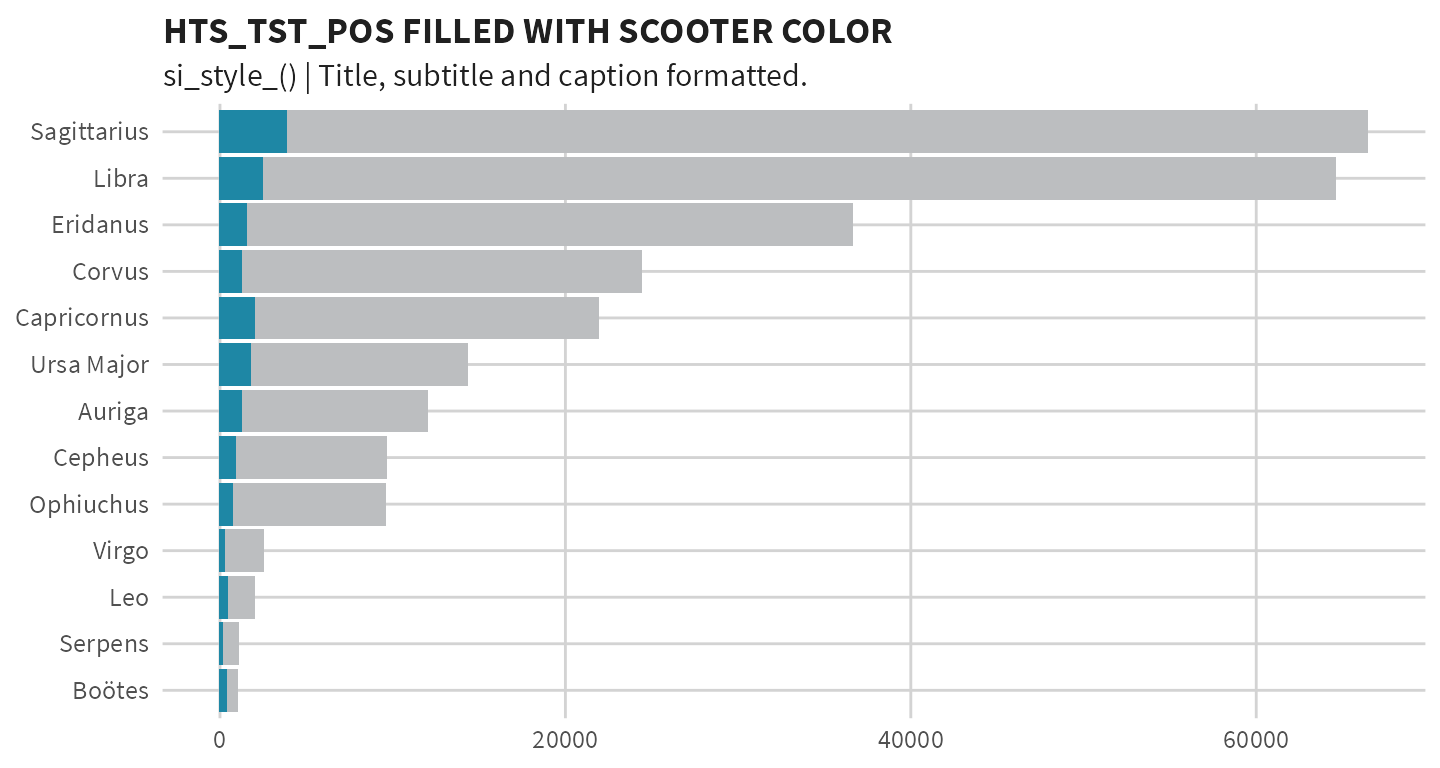 HTS_TST_POS FILLED WITH SCOOTER COLOR
si_style_() | Title, subtitle and caption formatted.
Sagittarius
Libra
Eridanus
Corvus
Capricornus
Ursa Major
Auriga
Cepheus
Ophiuchus
Virgo
Leo
Serpens
Boötes
0 20000 40000 60000